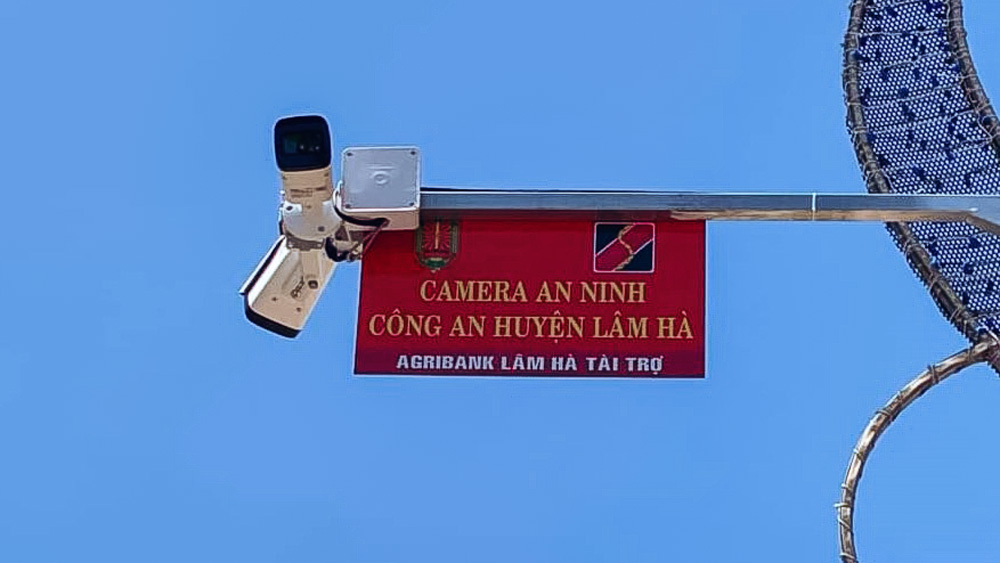 CAMERA AN NINH
CÔNG AN HUYỆN LÂM HÀ
AGRIBANK LÂM HÀ TÀI TRỢ